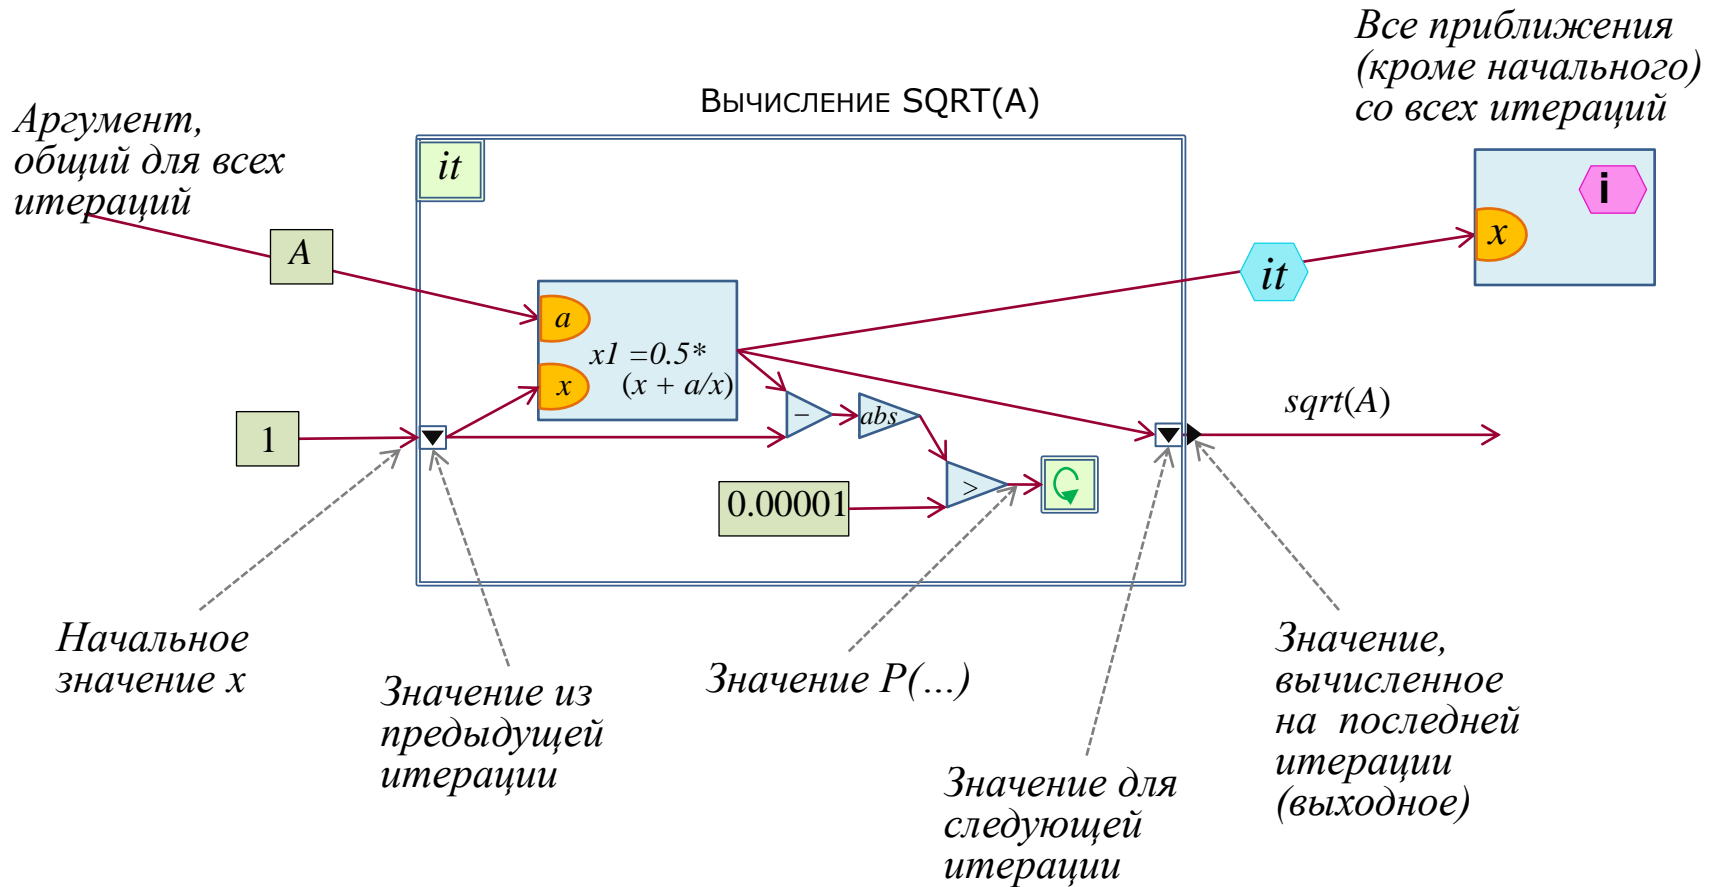 Все приближения
(кроме начального)
со всех итераций
Вычисление SQRT(A)
Аргумент,
общий для всех
итераций
it
i
x
A
it
a
x1 =0.5*
(x + a/x)
x
1
−
abs
sqrt(A)
0.00001
>
Начальное
значение x
Значение из
предыдущей
итерации
Значение P(...)
Значение для
следующей
итерации
Значение,
вычисленное
на последней
итерации
(выходное)